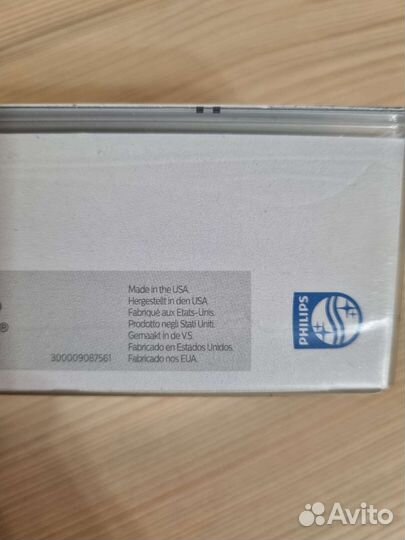 Made in the USA.
Hergestellt in den USA
Fabriqué aux Etats-Unis.
Prodotto negli Stati Uniti.
®
Gemaakt in de V.S.
Fabricado en Estados Unidos.
300009087561 Fabricado nos EUA.
PHILIPS
Avito